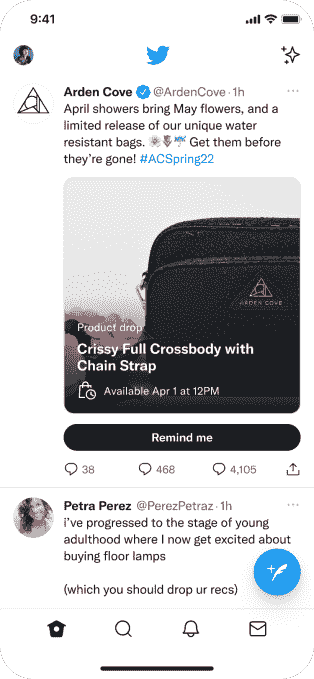 9:41
Arden Cove @ArdenCove · 1h
April showers bring May flowers, and a
limited release of our unique water
resistant bags. 🌸🌷☔ Get them before
they're gone! #ACSpring22
ARDEN COVE
Product drop
Crissy Full Crossbody with
Chain Strap
Available Apr 1 at 12PM
Remind me
38 468 4,105
Petra Perez @PerezPetraz · 1h
i've progressed to the stage of young
adulthood where I now get excited about
buying floor lamps
(which you should drop ur recs)